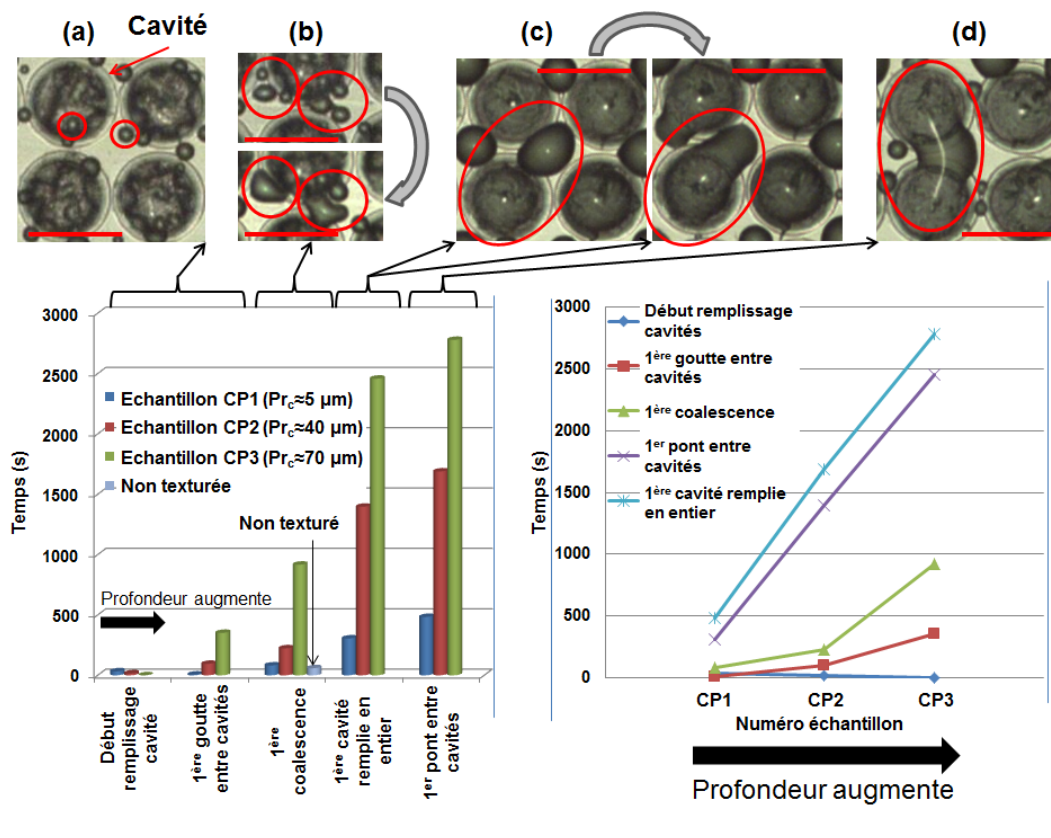 Cavité
(a)
(b)
(c)
(d)
3000
2500
2000
1500
1000
500
0
Temps (s)
Echantillon CP1 (Prc≈5 µm)
Echantillon CP2 (Prc≈40 µm)
Echantillon CP3 (Prc≈70 µm)
Non texturée
Non texturé
Profondeur augmente
Début
remplissage
cavité
1ère goutte
entre cavités
1ère
coalescence
1ère cavité
remplie en
entier
1er pont entre
cavités
3000
2500
2000
1500
1000
500
0
Temps (s)
Début remplissage
cavités
1ère goutte entre
cavités
1ère coalescence
1er pont entre
cavités
1ère cavité remplie
en entier
CP1
CP2
CP3
Numéro échantillon
Profondeur augmente